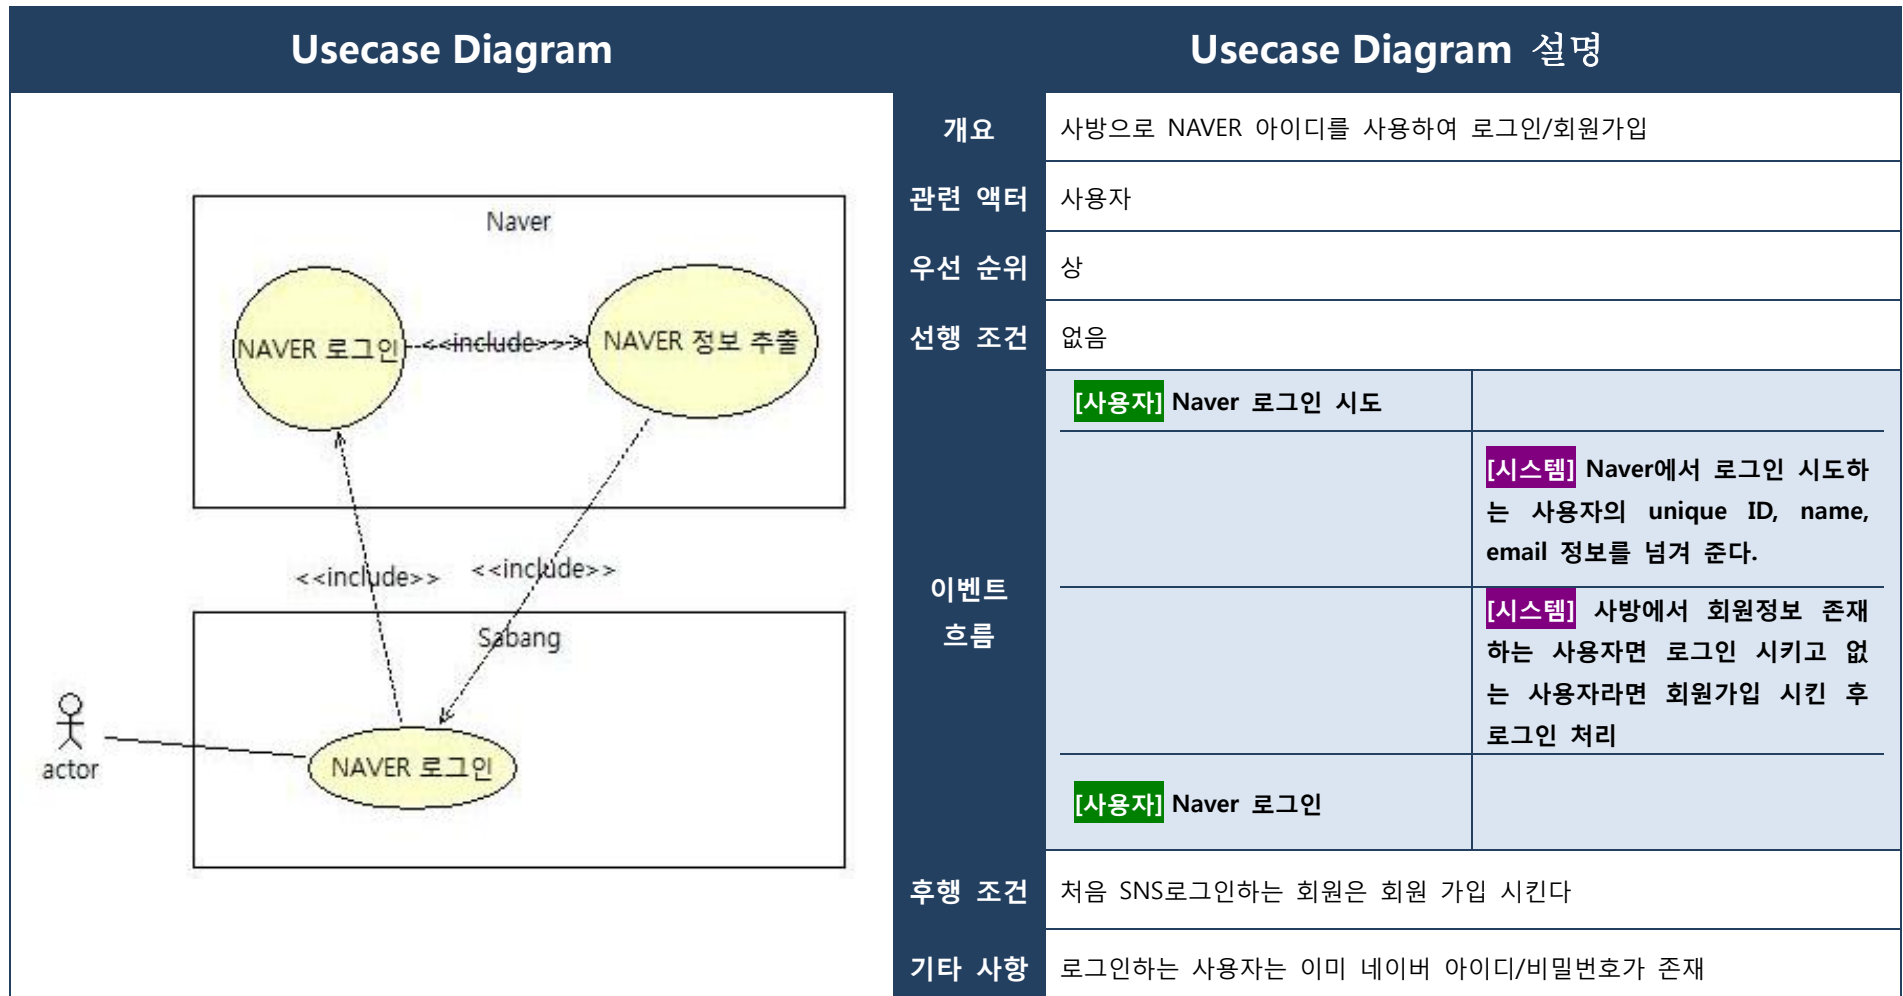 Usecase Diagram
Usecase Diagram 설명
Naver
NAVER 로그인
<<include>>
NAVER 정보 추출
<<include>>
<<include>>
Sabang
actor
NAVER 로그인
개요
사방으로 NAVER 아이디를 사용하여 로그인/회원가입
관련 액터
사용자
우선 순위
상
선행 조건
없음
이벤트
흐름
[사용자] Naver 로그인 시도
[시스템] Naver에서 로그인 시도하
는 사용자의 unique ID, name,
email 정보를 넘겨 준다.
[시스템] 사방에서 회원정보 존재
하는 사용자면 로그인 시키고 없
는 사용자라면 회원가입 시킨 후
로그인 처리
[사용자] Naver 로그인
후행 조건
처음 SNS로그인하는 회원은 회원 가입 시킨다
기타 사항
로그인하는 사용자는 이미 네이버 아이디/비밀번호가 존재